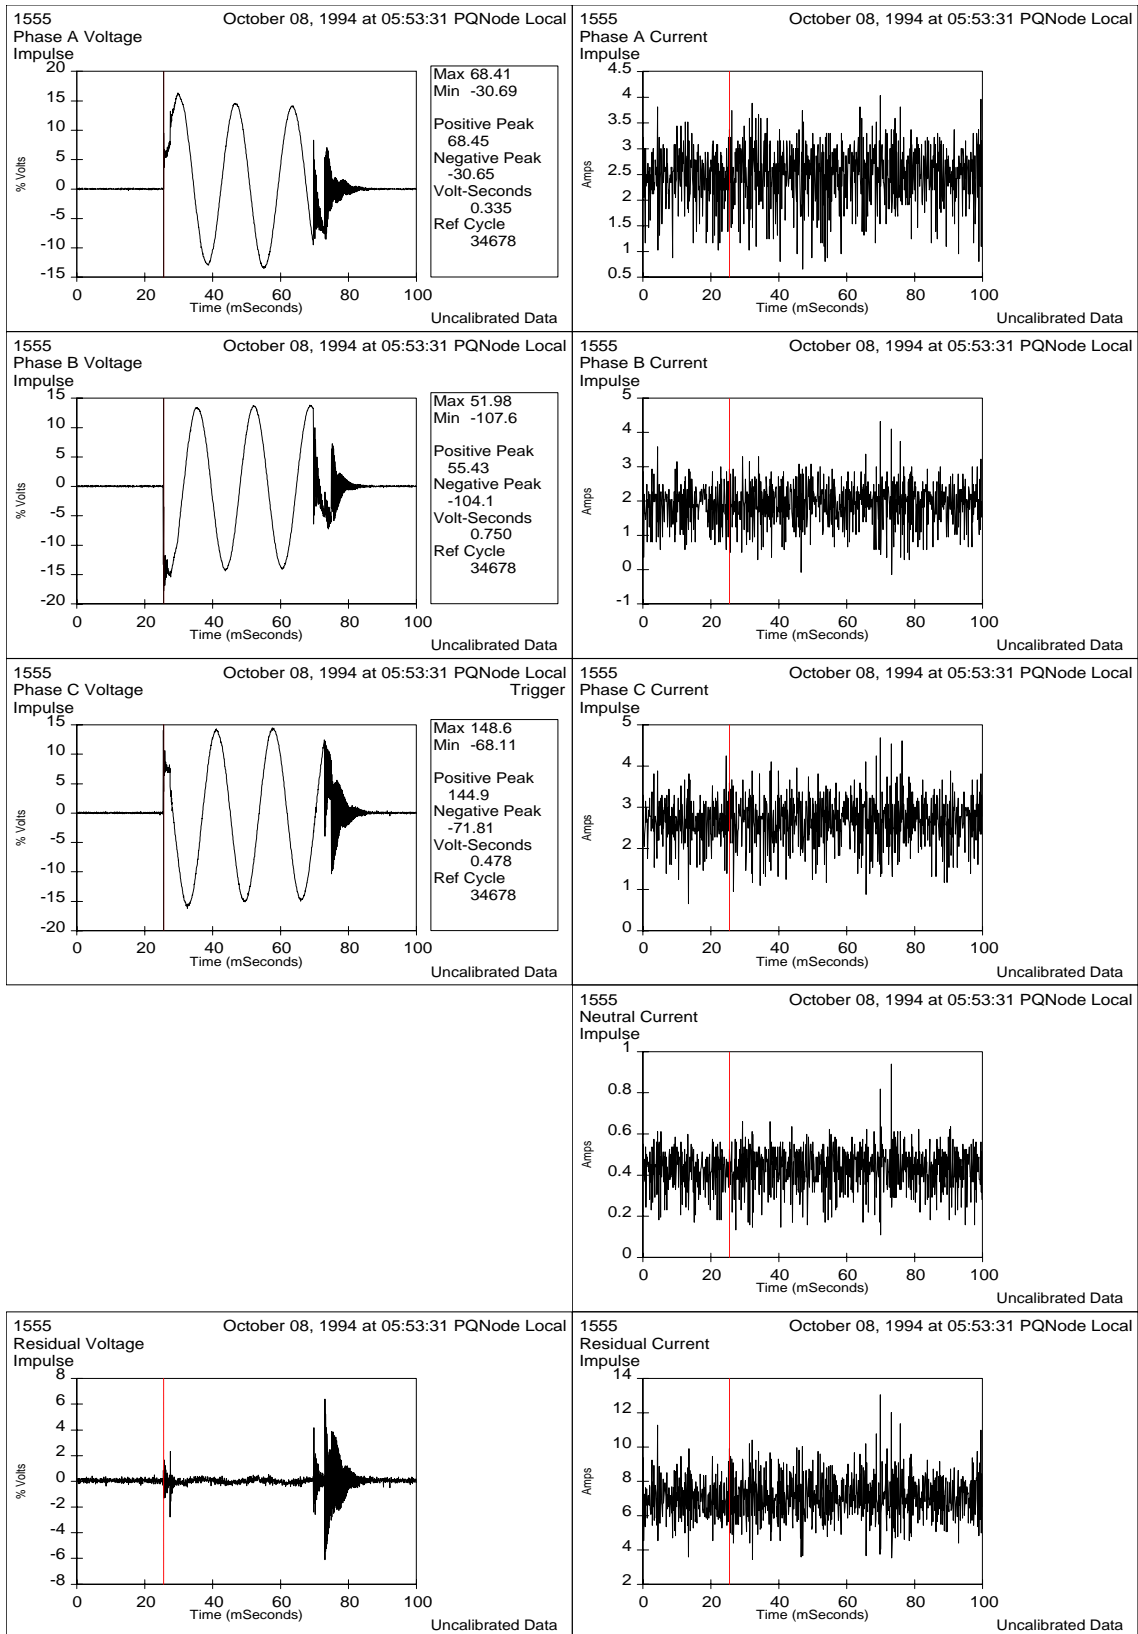 1555 October 08, 1994 at 05:53:31 PQNode Local
Phase A Voltage
Impulse
% Volts
20
15
10
5
0
-5
-10
-15
0 20 40 60 80 100
Time (mSeconds)
Max 68.41
Min -30.69
Positive Peak
68.45
Negative Peak
-30.65
Volt-Seconds
0.335
Ref Cycle
34678
Uncalibrated Data
1555 October 08, 1994 at 05:53:31 PQNode Local
Phase A Current
Impulse
Amps
4.5
4
3.5
3
2.5
2
1.5
1
0.5
0 20 40 60 80 100
Time (mSeconds)
Uncalibrated Data
1555 October 08, 1994 at 05:53:31 PQNode Local
Phase B Voltage
Impulse
% Volts
15
10
5
0
-5
-10
-15
-20
0 20 40 60 80 100
Time (mSeconds)
Max 51.98
Min -107.6
Positive Peak
55.43
Negative Peak
-104.1
Volt-Seconds
0.750
Ref Cycle
34678
Uncalibrated Data
1555 October 08, 1994 at 05:53:31 PQNode Local
Phase B Current
Impulse
Amps
5
4
3
2
1
0
-1
0 20 40 60 80 100
Time (mSeconds)
Uncalibrated Data
1555 October 08, 1994 at 05:53:31 PQNode Local
Phase C Voltage Trigger
Impulse
% Volts
15
10
5
0
-5
-10
-15
-20
0 20 40 60 80 100
Time (mSeconds)
Max 148.6
Min -68.11
Positive Peak
144.9
Negative Peak
-71.81
Volt-Seconds
0.478
Ref Cycle
34678
Uncalibrated Data
1555 October 08, 1994 at 05:53:31 PQNode Local
Phase C Current
Impulse
Amps
5
4
3
2
1
0
0 20 40 60 80 100
Time (mSeconds)
Uncalibrated Data
1555 October 08, 1994 at 05:53:31 PQNode Local
Neutral Current
Impulse
Amps
1
0.8
0.6
0.4
0.2
0
0 20 40 60 80 100
Time (mSeconds)
Uncalibrated Data
1555 October 08, 1994 at 05:53:31 PQNode Local
Residual Voltage
Impulse
% Volts
8
6
4
2
0
-2
-4
-6
-8
0 20 40 60 80 100
Time (mSeconds)
Uncalibrated Data
1555 October 08, 1994 at 05:53:31 PQNode Local
Residual Current
Impulse
Amps
14
12
10
8
6
4
2
0 20 40 60 80 100
Time (mSeconds)
Uncalibrated Data